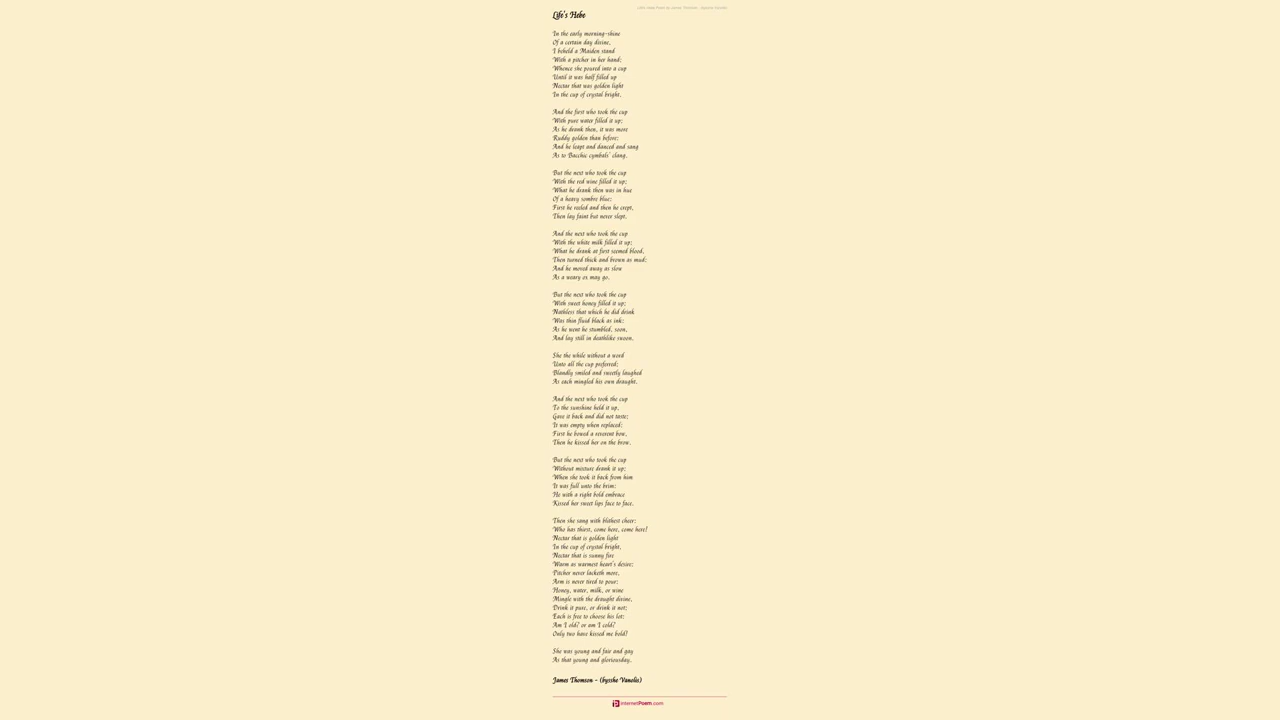 Life's Hebe Poem by James Thomson - (bysshe Vanolis)
Life's Hebe
In the early morning-shine
Of a certain day divine,
I beheld a Maiden stand
With a pitcher in her hand;
Whence she poured into a cup
Until it was half filled up
Nectar that was golden light
In the cup of crystal bright.
And the first who took the cup
With pure water filled it up;
As he drank then, it was more
Ruddy golden than before:
And he leapt and danced and sang
As to Bacchic cymbals' clang.
But the next who took the cup
With the red wine filled it up;
What he drank then was in hue
Of a heavy sombre blue:
First he reeled and then he crept,
Then lay faint but never slept.
And the next who took the cup
With the white milk filled it up;
What he drank at first seemed blood,
Then turned thick and brown as mud:
And he moved away as slow
As a weary ox may go.
But the next who took the cup
With sweet honey filled it up;
Nathless that which he did drink
Was thin fluid black as ink:
As he went he stumbled, soon,
And lay still in deathlike swoon.
She the while without a word
Unto all the cup preferred;
Blandly smiled and sweetly laughed
As each mingled his own draught.
And the next who took the cup
To the sunshine held it up,
Gave it back and did not taste;
It was empty when replaced:
First he bowed a reverent bow,
Then he kissed her on the brow.
But the next who took the cup
Without mixture drank it up;
When she took it back from him
It was full unto the brim:
He with a right bold embrace
Kissed her sweet lips face to face.
Then she sang with blithest cheer:
Who has thirst, come here, come here!
Nectar that is golden light
In the cup of crystal bright,
Nectar that is sunny fire
Warm as warmest heart's desire:
Pitcher never lacketh more,
Arm is never tired to pour:
Honey, water, milk, or wine
Mingle with the draught divine,
Drink it pure, or drink it not;
Each is free to choose his lot:
Am I old? or am I cold?
Only two have kissed me bold!
She was young and fair and gay
As that young and gloriousday.
James Thomson - (bysshe Vanolis)
InternetPoem.com